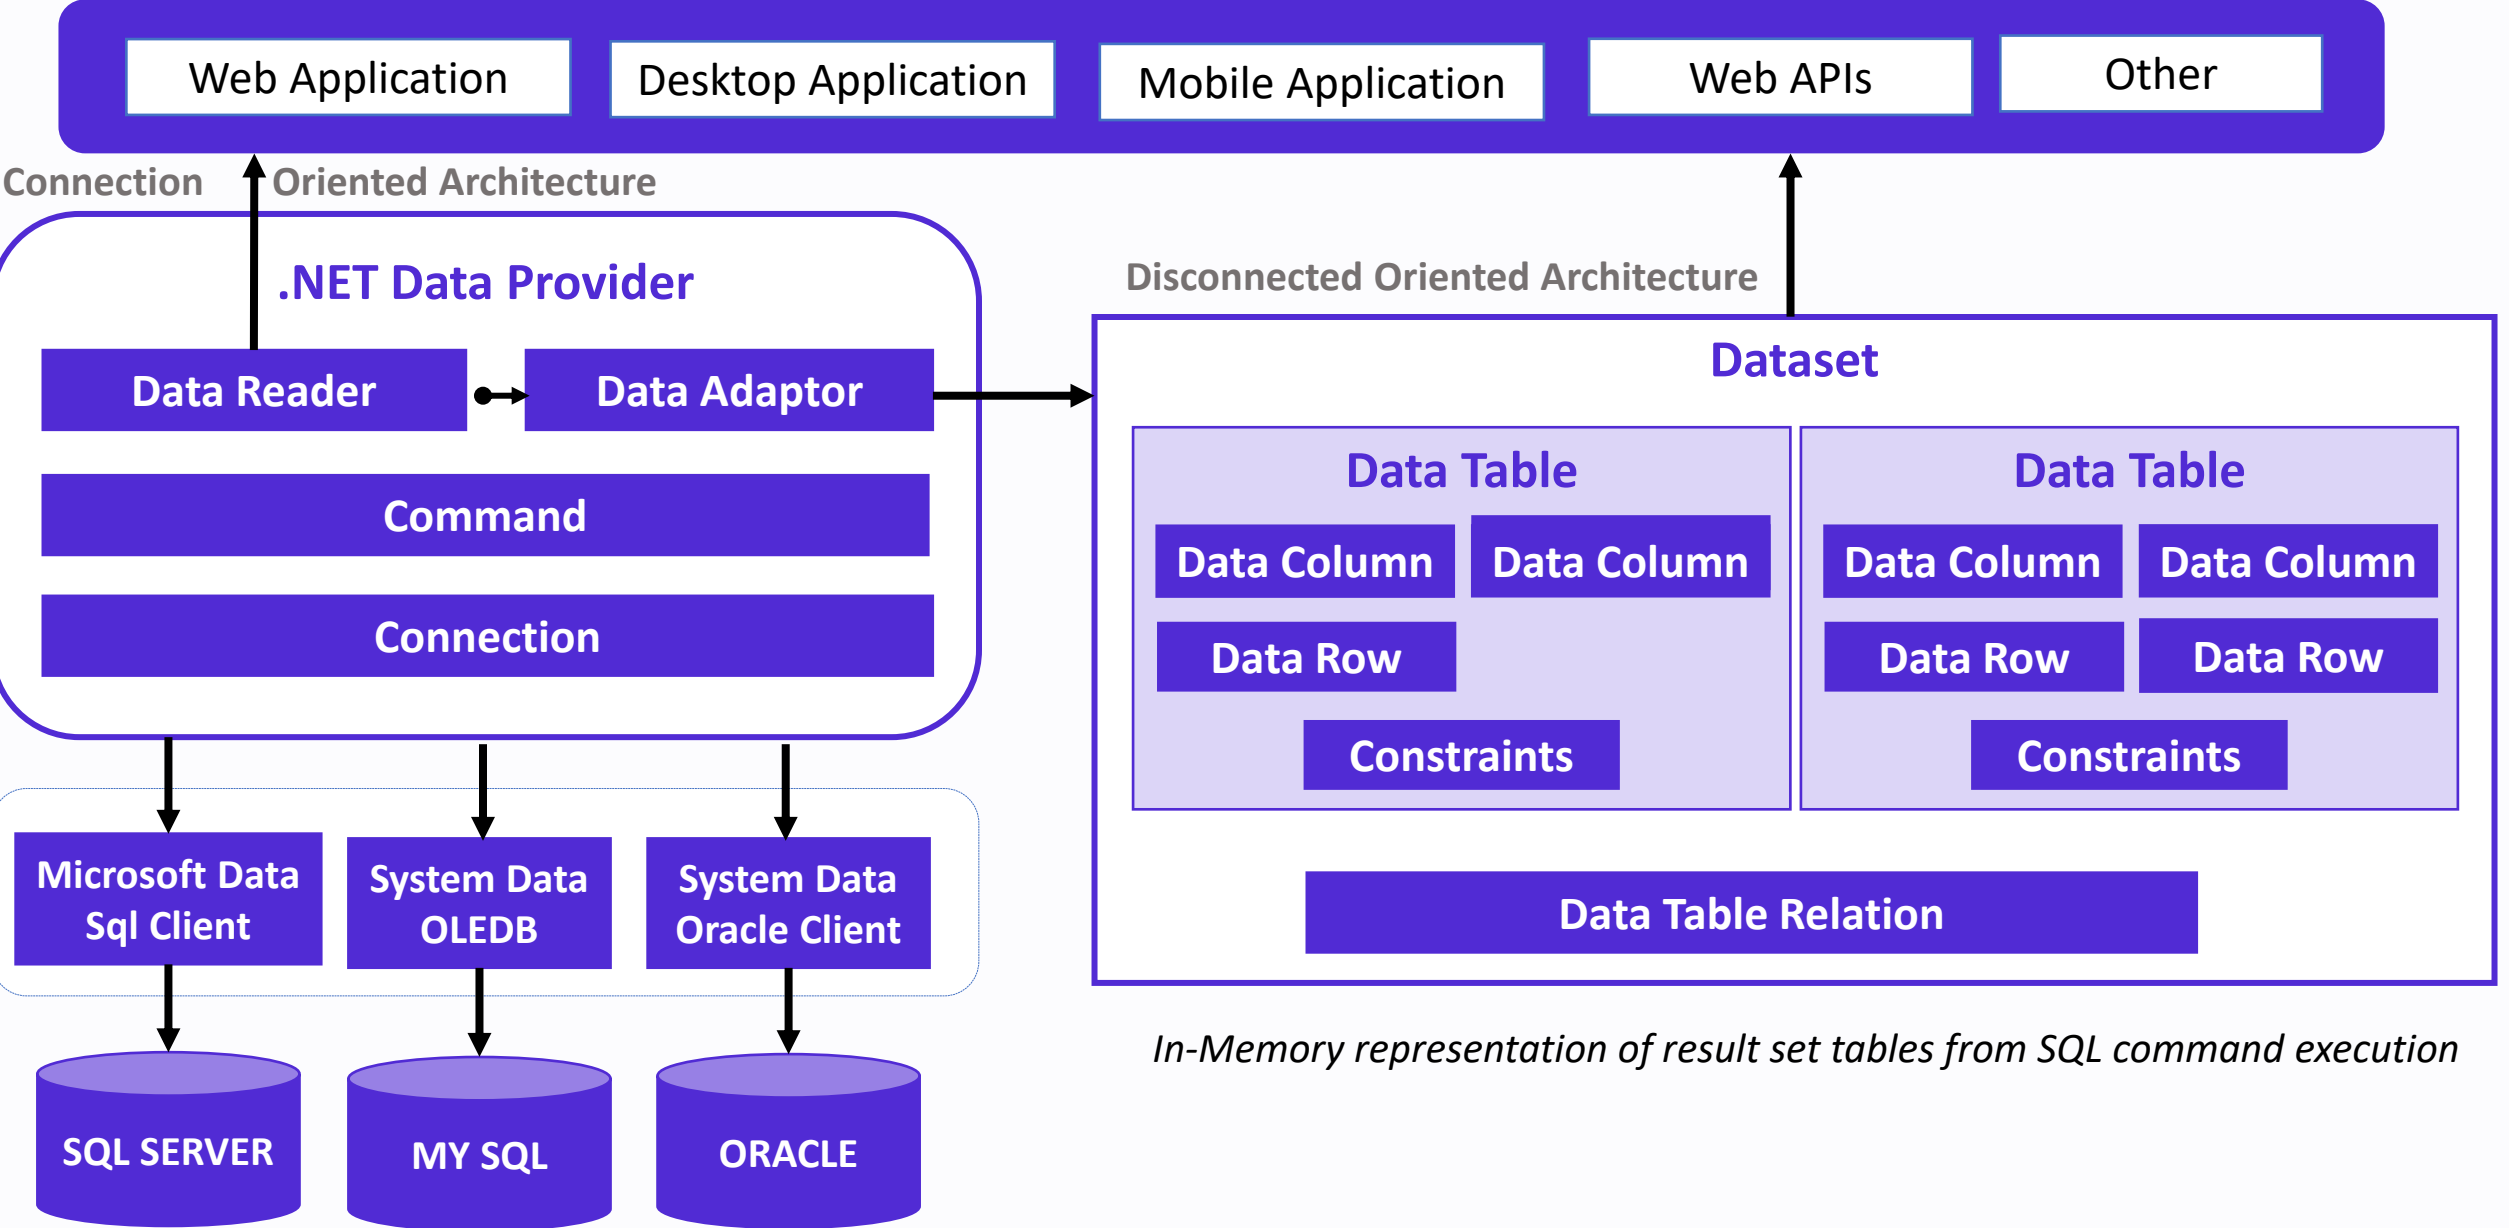 Web Application
Desktop Application
Mobile Application
Web APIs
Other
Connection Oriented Architecture
.NET Data Provider
Data Reader
Data Adaptor
Command
Connection
Microsoft Data
Sql Client
System Data
OLEDB
System Data
Oracle Client
SQL SERVER
MY SQL
ORACLE
Disconnected Oriented Architecture
Dataset
Data Table
Data Column
Data Column
Data Row
Constraints
Data Table
Data Column
Data Column
Data Row
Data Row
Constraints
Data Table Relation
In-Memory representation of result set tables from SQL command execution